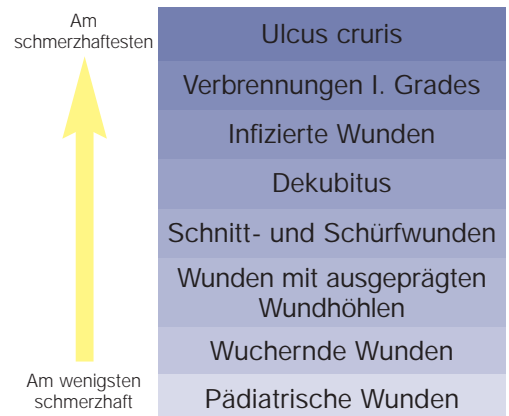 Am
schmerzhaftesten
Ulcus cruris
Verbrennungen I. Grades
Infizierte Wunden
Dekubitus
Schnitt- und Schürfwunden
Wunden mit ausgeprägten
Wundhöhlen
Wuchernde Wunden
Am wenigsten
schmerzhaft
Pädiatrische Wunden